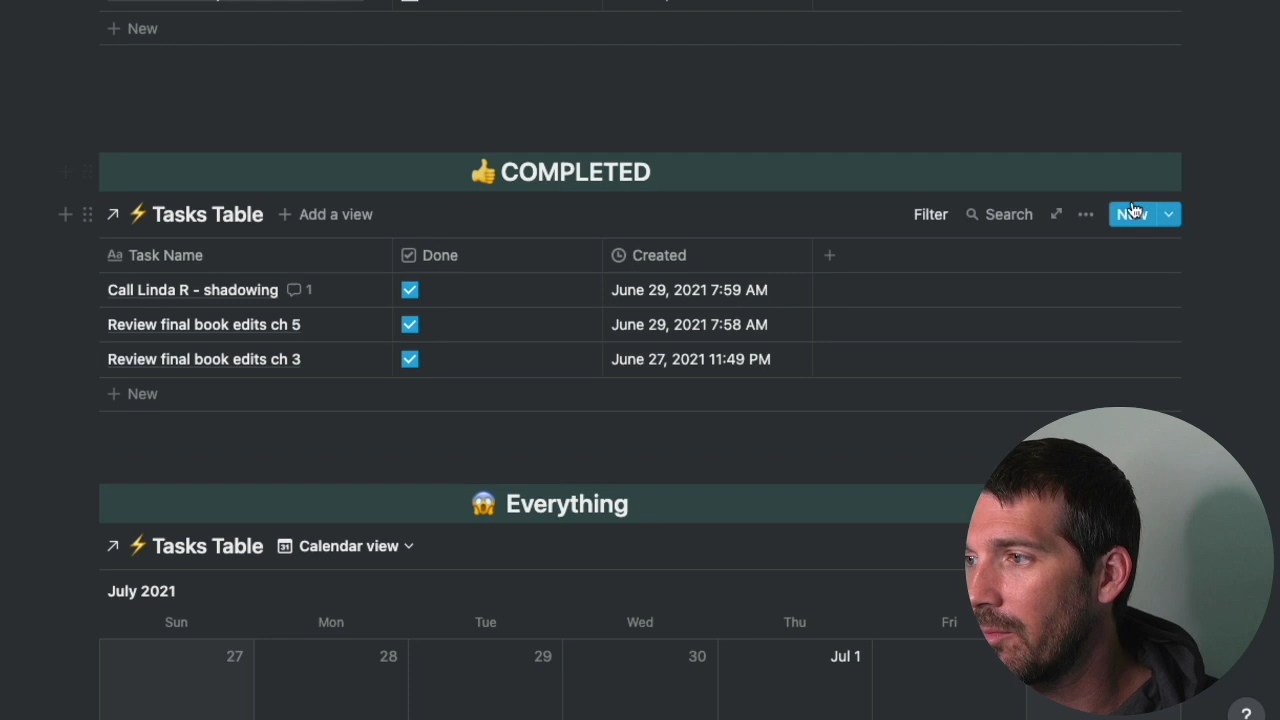 + New
👍 COMPLETED
⚡ Tasks Table + Add a view Filter Search ••• New
Aa Task Name Done Created +
Call Linda R - shadowing 1 June 29, 2021 7:59 AM
Review final book edits ch 5 June 29, 2021 7:58 AM
Review final book edits ch 3 June 27, 2021 11:49 PM
+ New
😱 Everything
⚡ Tasks Table 31 Calendar view
July 2021
Sun Mon Tue Wed Thu Fri
27 28 29 30 Jul 1
?